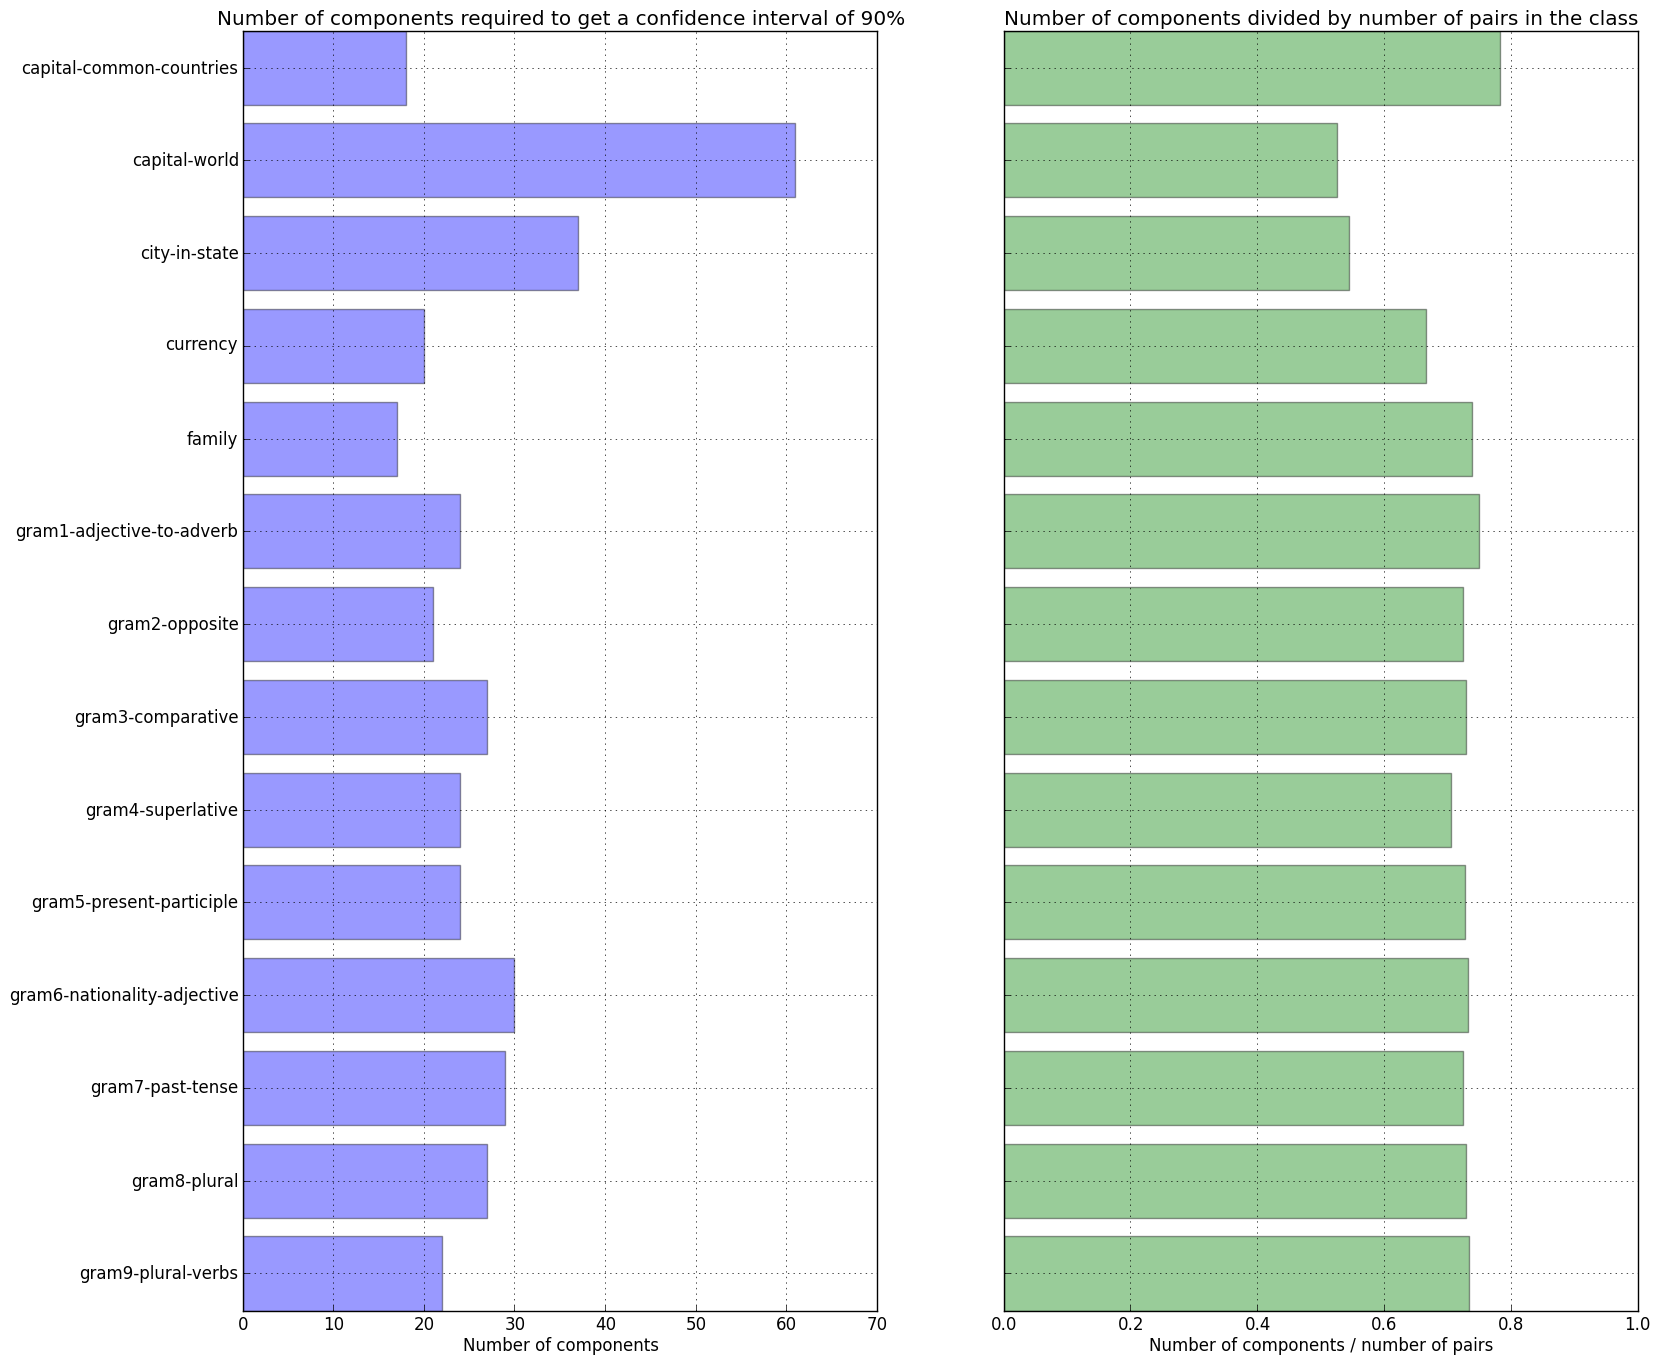 Number of components required to get a confidence interval of 90%
Number of components divided by number of pairs in the class
capital-common-countries
capital-world
city-in-state
currency
family
gram1-adjective-to-adverb
gram2-opposite
gram3-comparative
gram4-superlative
gram5-present-participle
gram6-nationality-adjective
gram7-past-tense
gram8-plural
gram9-plural-verbs
0 10 20 30 40 50 60 70
Number of components
0.0 0.2 0.4 0.6 0.8 1.0
Number of components / number of pairs